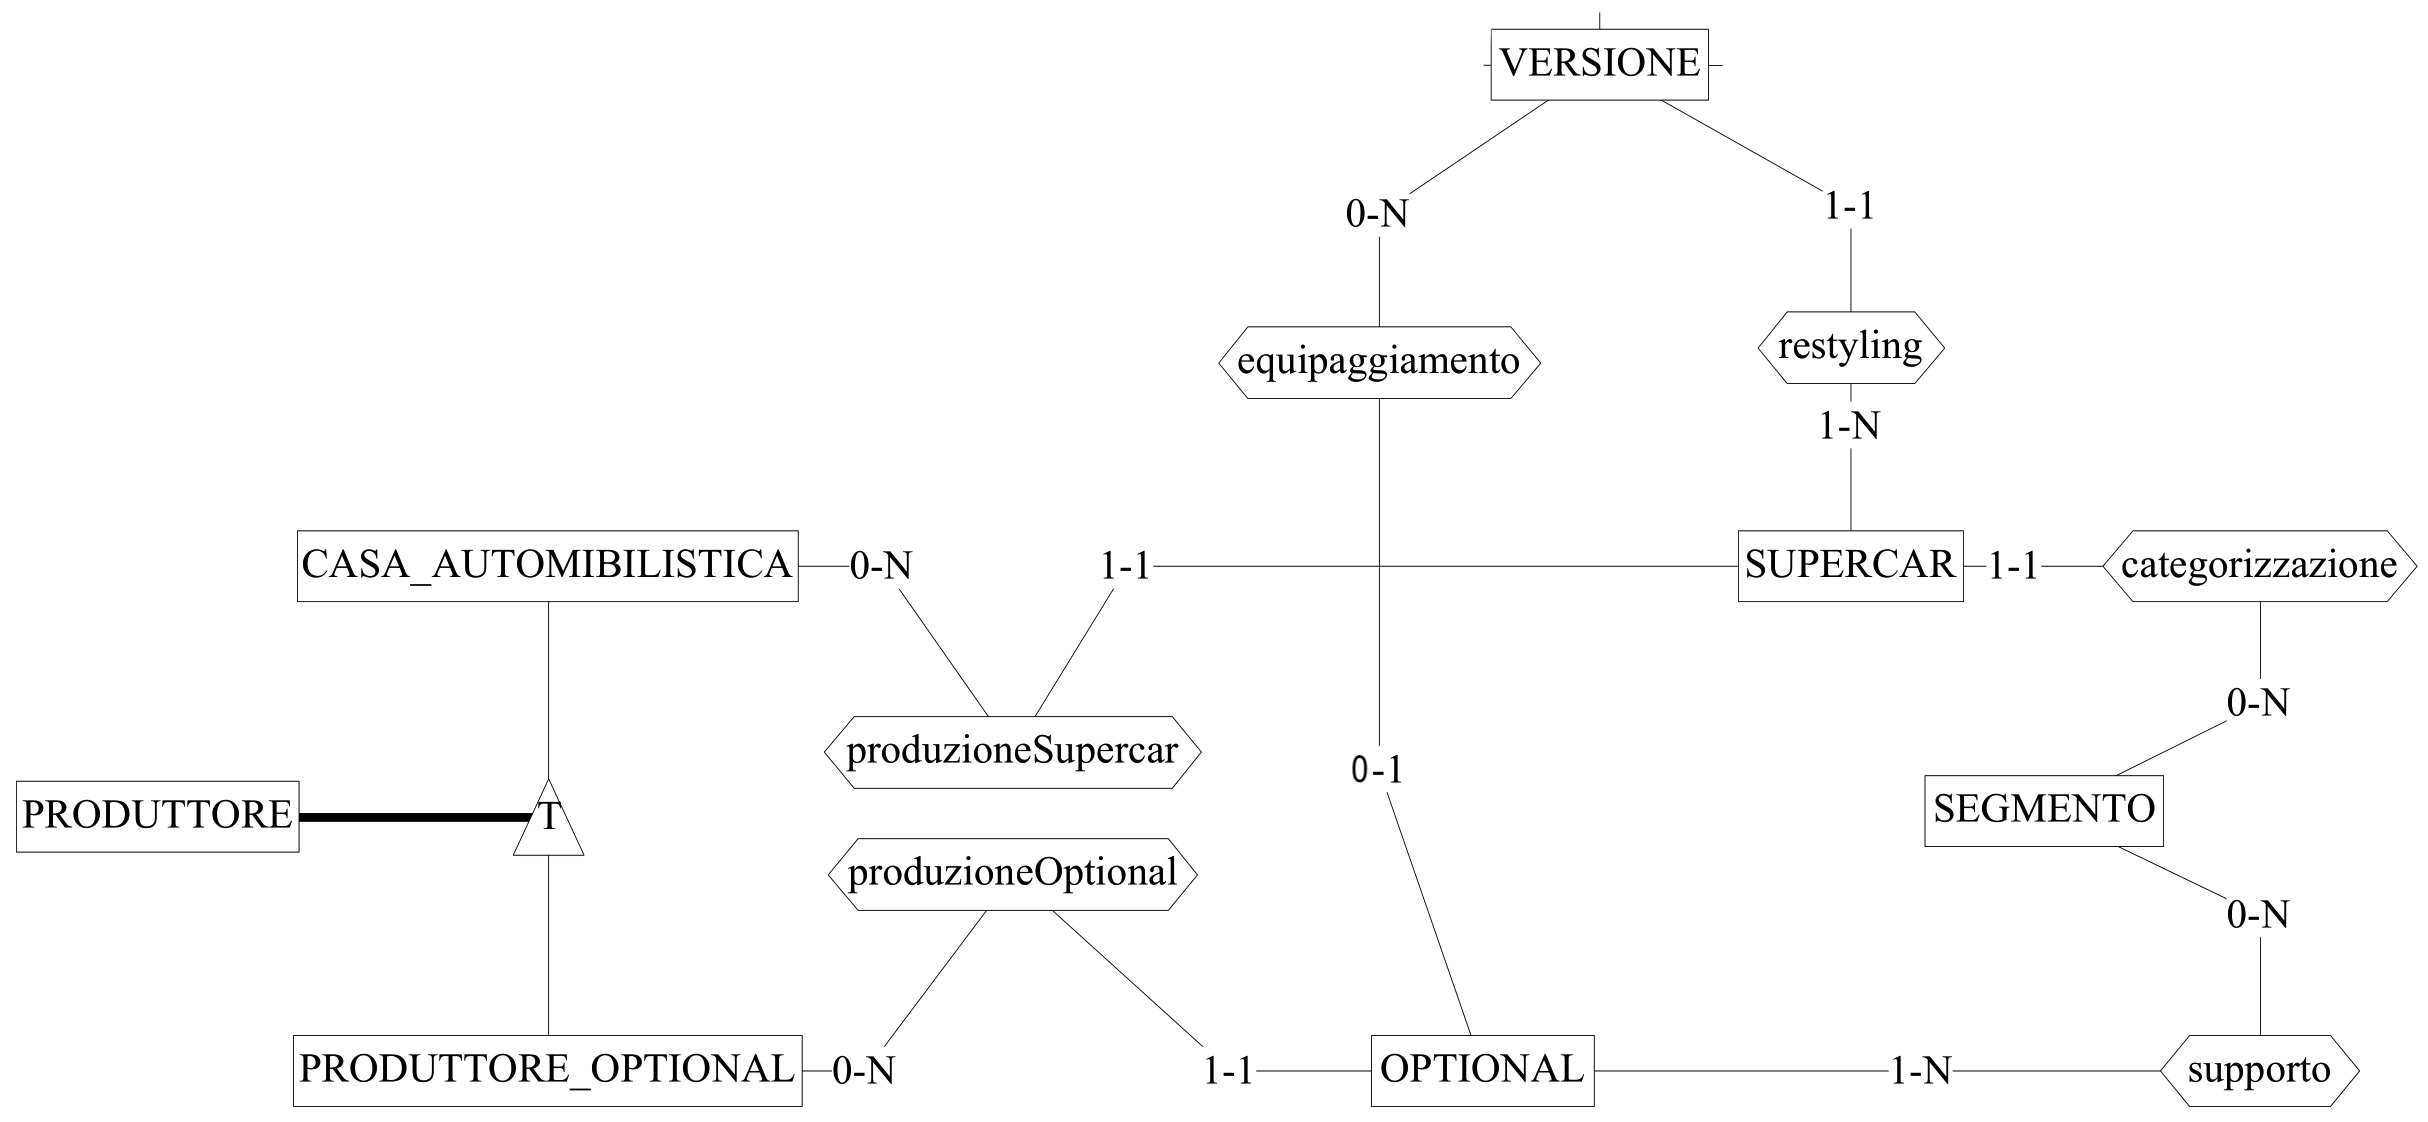 VERSIONE
0-N
1-1
equipaggiamento
restyling
1-N
CASA_AUTOMIBILISTICA
0-N
1-1
SUPERCAR
1-1
categorizzazione
0-N
produzioneSupercar
0-1
PRODUTTORE
T
SEGMENTO
produzioneOptional
0-N
PRODUTTORE_OPTIONAL
0-N
1-1
OPTIONAL
1-N
supporto